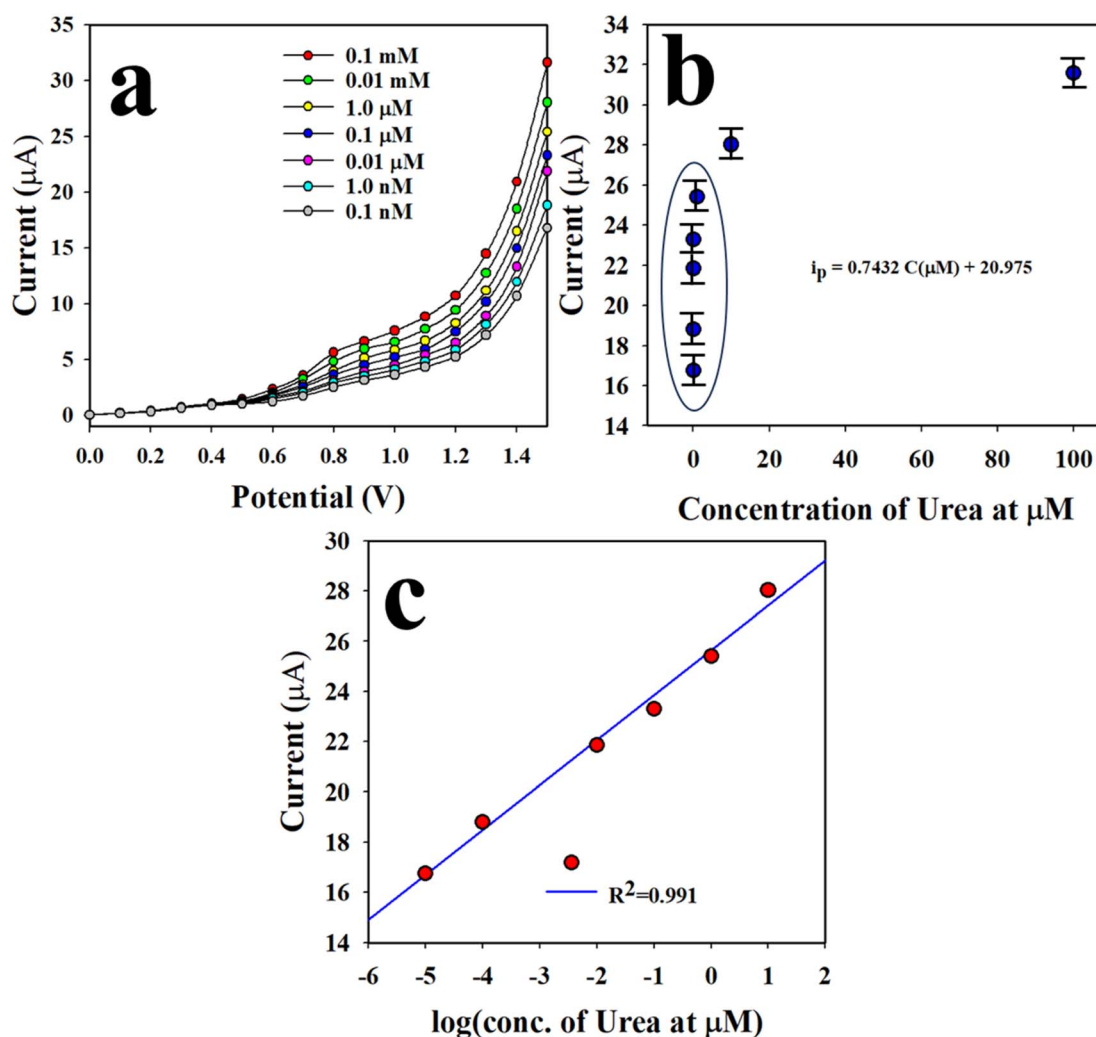 a
35
30
25
20
15
10
5
0
Current (μA)
0.1 mM
0.01 mM
1.0 μM
0.1 μM
0.01 μM
1.0 nM
0.1 nM
0.0 0.2 0.4 0.6 0.8 1.0 1.2 1.4
Potential (V)
b
34
32
30
28
26
24
22
20
18
16
14
Current (μA)
iₚ = 0.7432 C(μM) + 20.975
0 20 40 60 80 100
Concentration of Urea at μM
c
30
28
26
24
22
20
18
16
14
Current (μA)
R²=0.991
-6 -5 -4 -3 -2 -1 0 1 2
log(conc. of Urea at μM)